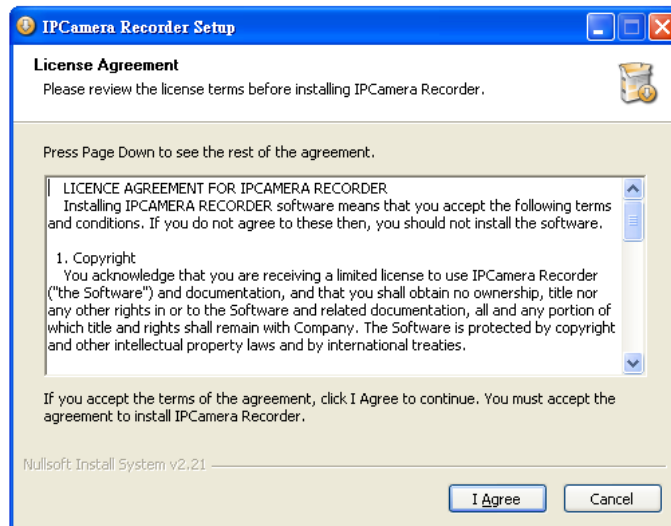 IPCamera Recorder Setup
License Agreement
Please review the license terms before installing IPCamera Recorder.
Press Page Down to see the rest of the agreement.
LICENCE AGREEMENT FOR IPCAMERA RECORDER
Installing IPCAMERA RECORDER software means that you accept the following terms
and conditions. If you do not agree to these then, you should not install the software.
1. Copyright
You acknowledge that you are receiving a limited license to use IPCamera Recorder
("the Software") and documentation, and that you shall obtain no ownership, title nor
any other rights in or to the Software and related documentation, all and any portion of
which title and rights shall remain with Company. The Software is protected by copyright
and other intellectual property laws and by international treaties.
If you accept the terms of the agreement, click I Agree to continue. You must accept the
agreement to install IPCamera Recorder.
Nullsoft Install System v2.21
I Agree
Cancel